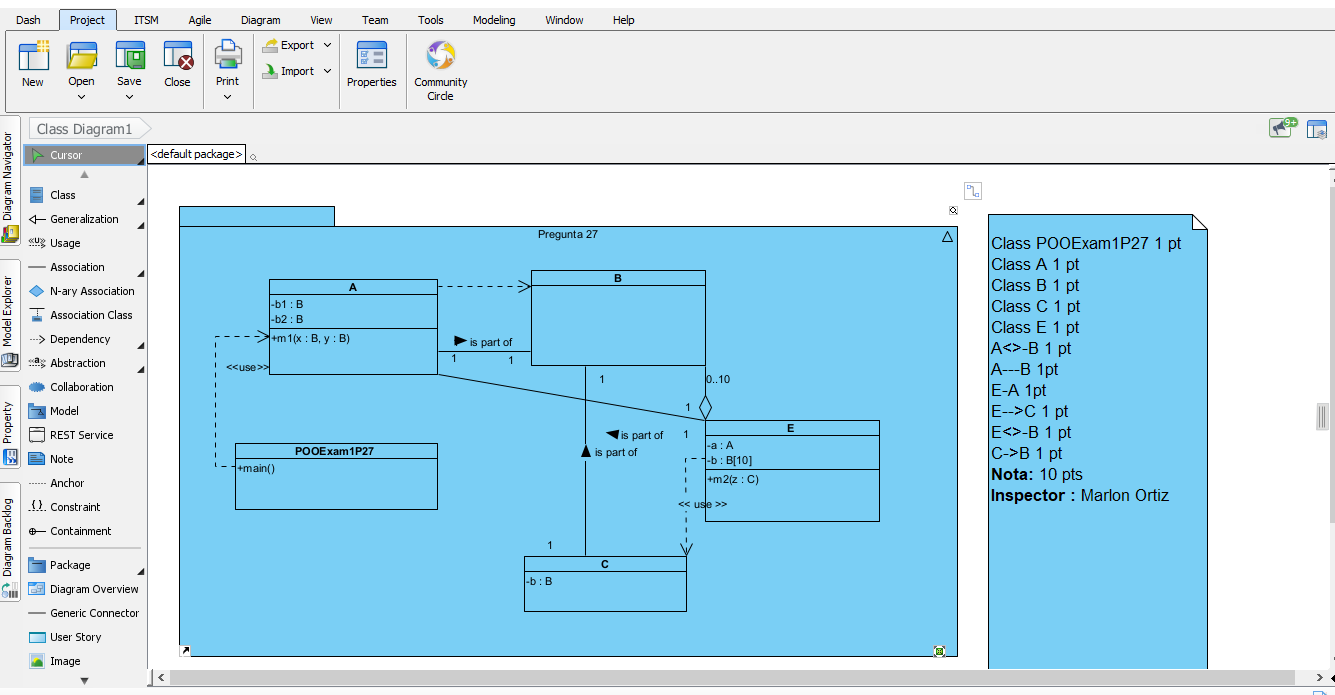 Dash Project ITSM Agile Diagram View Team Tools Modeling Window Help
New Open Save Close Print Export Import Properties Community Circle
Class Diagram1
9+
Diagram Navigator
Model Explorer
Property
Diagram Backlog
Cursor
Class
Generalization
<<U>> Usage
Association
N-ary Association
Association Class
Dependency
<<a>> Abstraction
Collaboration
Model
REST Service
Note
Anchor
Constraint
Containment
Package
Diagram Overview
Generic Connector
User Story
Image
<default package>
Pregunta 27
A
-b1 : B
-b2 : B
+m1(x : B, y : B)
B
is part of
1 1
<<use>>
1
0..10
1
is part of
1
is part of
POOExam1P27
+main()
E
-a : A
-b : B[10]
+m2(z : C)
<< use >>
1
C
-b : B
Class POOExam1P27 1 pt
Class A 1 pt
Class B 1 pt
Class C 1 pt
Class E 1 pt
A<>-B 1 pt
A---B 1pt
E-A 1pt
E-->C 1 pt
E<>-B 1 pt
C->B 1 pt
Nota: 10 pts
Inspector : Marlon Ortiz